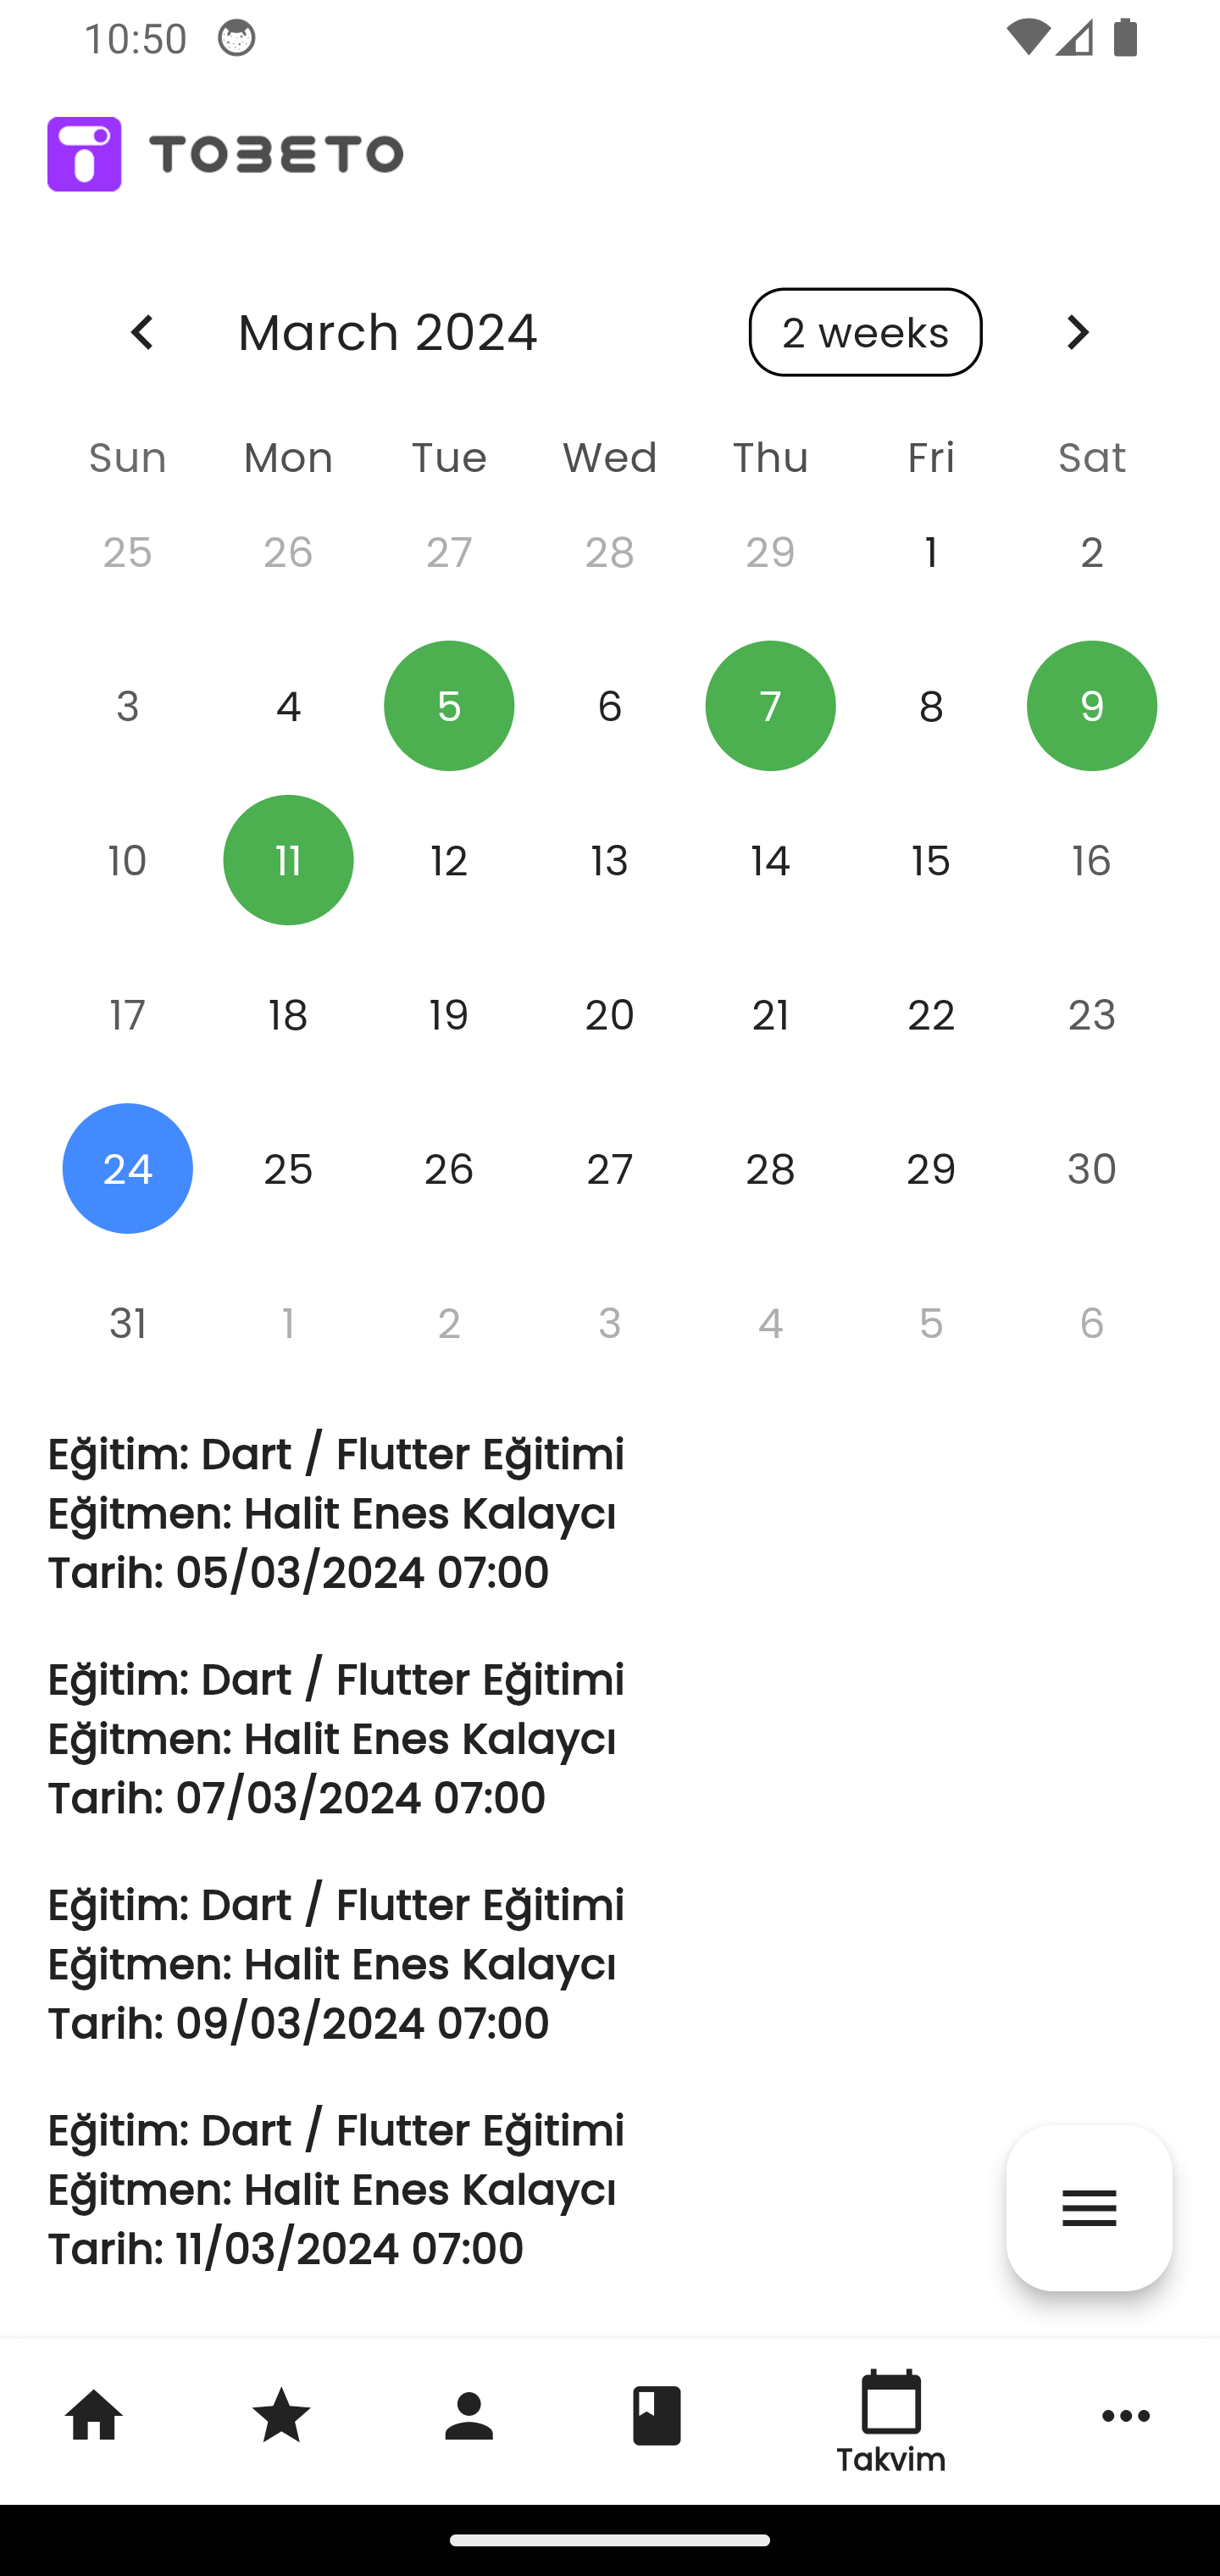 10:50
TOBETO
March 2024 2 weeks
Sun Mon Tue Wed Thu Fri Sat
25 26 27 28 29 1 2
3 4 5 6 7 8 9
10 11 12 13 14 15 16
17 18 19 20 21 22 23
24 25 26 27 28 29 30
31 1 2 3 4 5 6
Eğitim: Dart / Flutter Eğitimi
Eğitmen: Halit Enes Kalaycı
Tarih: 05/03/2024 07:00
Eğitim: Dart / Flutter Eğitimi
Eğitmen: Halit Enes Kalaycı
Tarih: 07/03/2024 07:00
Eğitim: Dart / Flutter Eğitimi
Eğitmen: Halit Enes Kalaycı
Tarih: 09/03/2024 07:00
Eğitim: Dart / Flutter Eğitimi
Eğitmen: Halit Enes Kalaycı
Tarih: 11/03/2024 07:00
Takvim